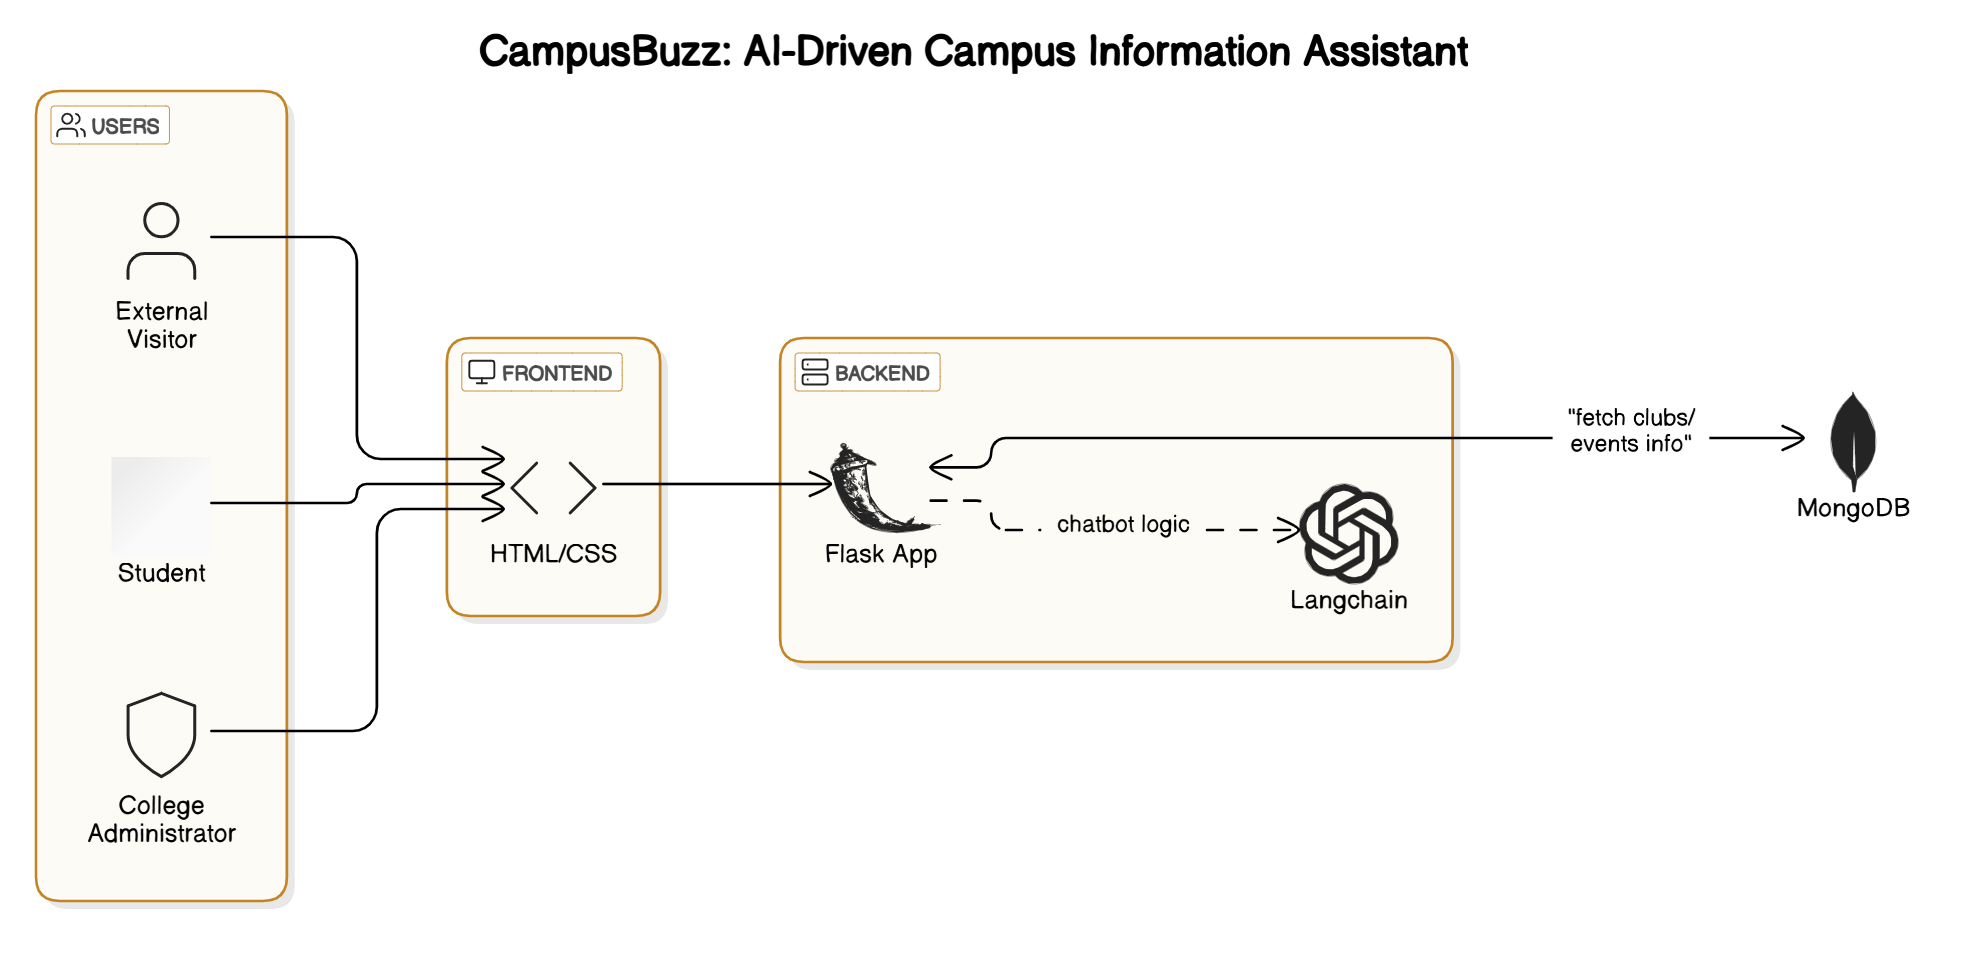 CampusBuzz: AI-Driven Campus Information Assistant
USERS
External
Visitor
Student
College
Administrator
FRONTEND
HTML/CSS
BACKEND
Flask App
chatbot logic
Langchain
"fetch clubs/
events info"
MongoDB